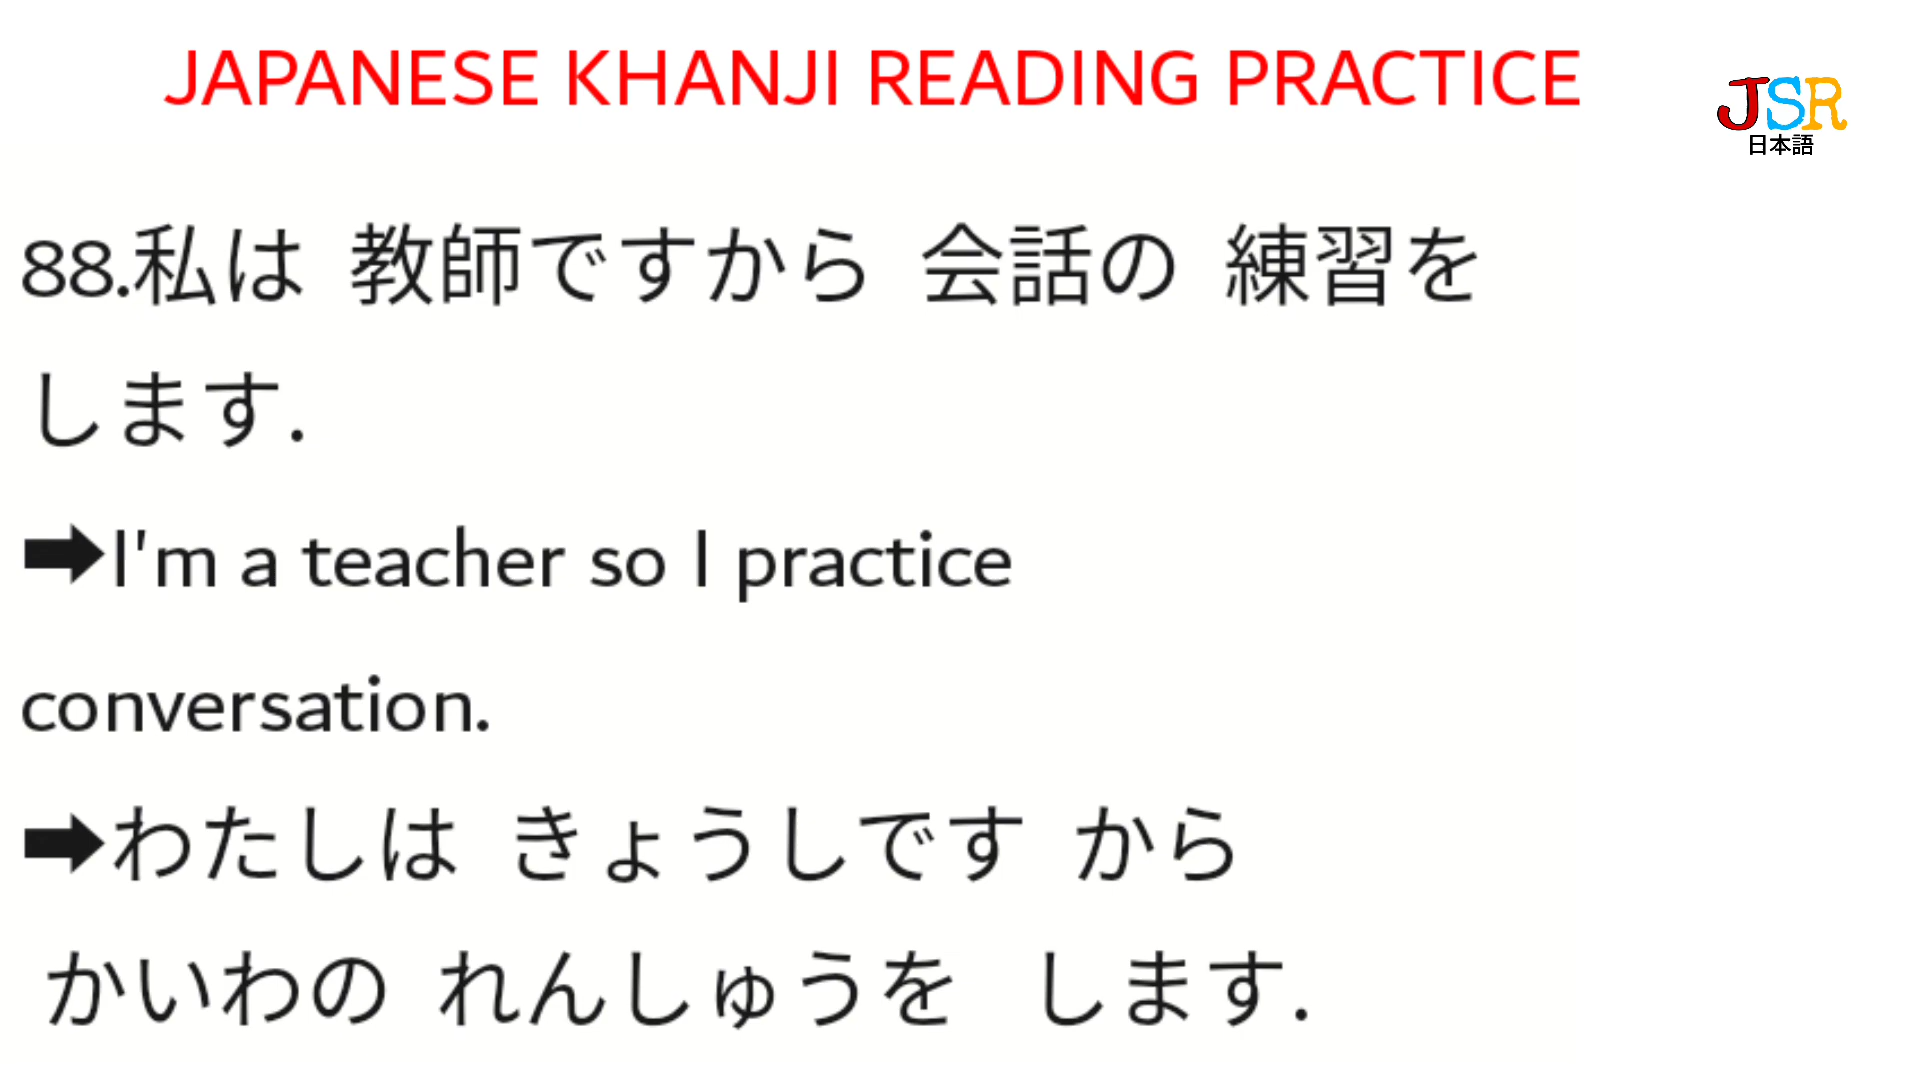 JAPANESE KHANJI READING PRACTICE
JSR
日本語
88.私は 教師ですから 会話の 練習を
します.
➡I'm a teacher so I practice
conversation.
➡わたしは きょうしです から
かいわの れんしゅうを します.